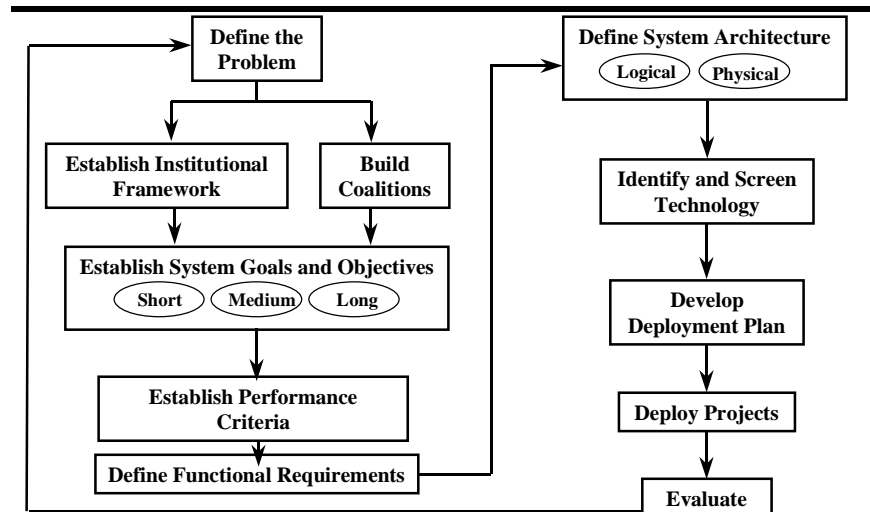 Define the
Problem
Establish Institutional
Framework
Build
Coalitions
Establish System Goals and Objectives
Short Medium Long
Establish Performance
Criteria
Define Functional Requirements
Define System Architecture
Logical Physical
Identify and Screen
Technology
Develop
Deployment Plan
Deploy Projects
Evaluate